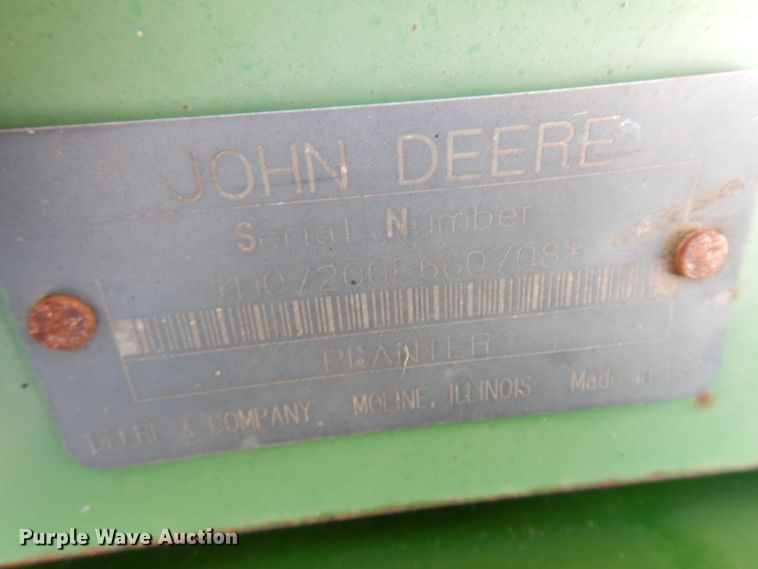 JOHN DEERE
Serial Number
*H07200E660708*
PLANTER
DEERE & COMPANY MOLINE, ILLINOIS Made in USA
Purple Wave Auction